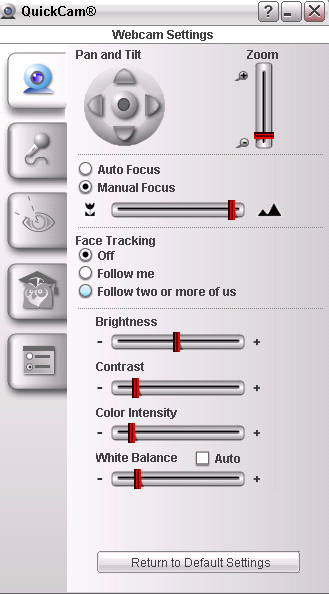 QuickCam®
Webcam Settings
Pan and Tilt
Zoom
Auto Focus
Manual Focus
Face Tracking
Off
Follow me
Follow two or more of us
Brightness
- +
Contrast
- +
Color Intensity
- +
White Balance Auto
- +
Return to Default Settings